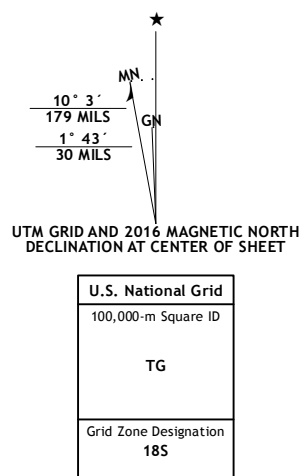 ★
MN
GN
10° 3´
179 MILS
1° 43´
30 MILS
UTM GRID AND 2016 MAGNETIC NORTH
DECLINATION AT CENTER OF SHEET
U.S. National Grid
100,000-m Square ID
TG
Grid Zone Designation
18S